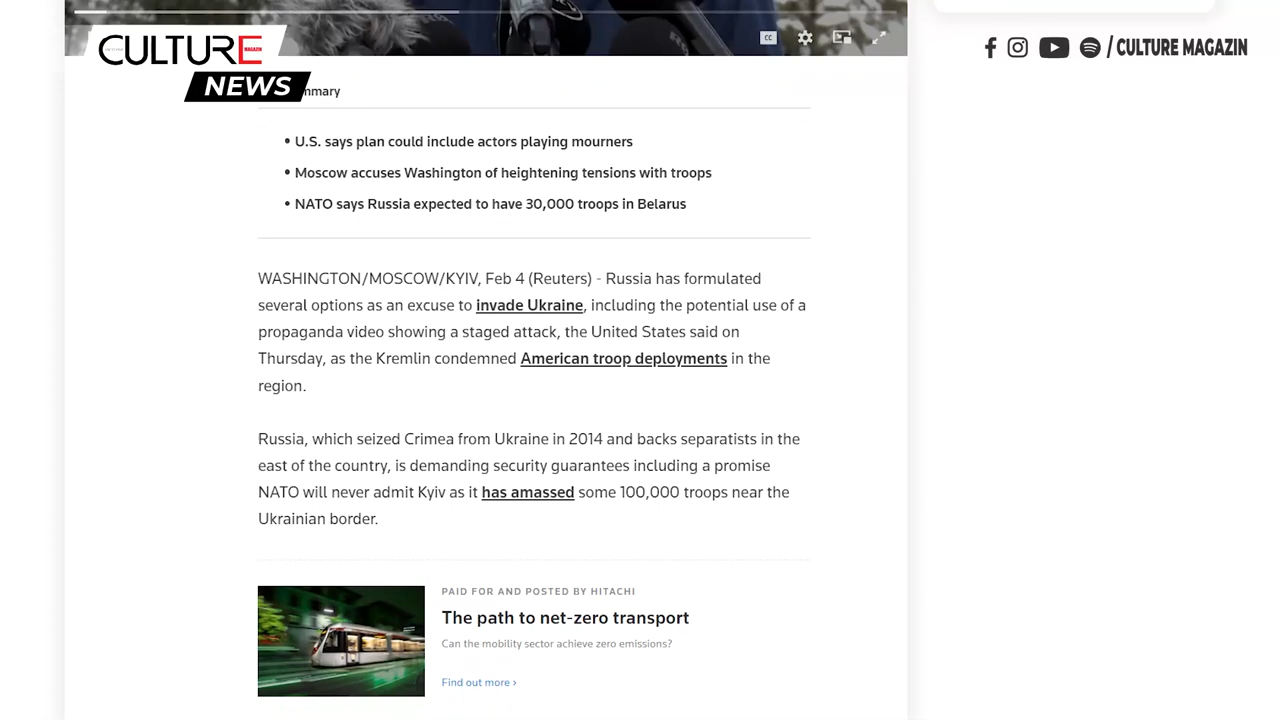 CULTURE
MAGAZIN
NEWS
/ CULTURE MAGAZIN
CC
mmary
• U.S. says plan could include actors playing mourners
• Moscow accuses Washington of heightening tensions with troops
• NATO says Russia expected to have 30,000 troops in Belarus
WASHINGTON/MOSCOW/KYIV, Feb 4 (Reuters) - Russia has formulated
several options as an excuse to invade Ukraine, including the potential use of a
propaganda video showing a staged attack, the United States said on
Thursday, as the Kremlin condemned American troop deployments in the
region.
Russia, which seized Crimea from Ukraine in 2014 and backs separatists in the
east of the country, is demanding security guarantees including a promise
NATO will never admit Kyiv as it has amassed some 100,000 troops near the
Ukrainian border.
PAID FOR AND POSTED BY HITACHI
The path to net-zero transport
Can the mobility sector achieve zero emissions?
Find out more ›